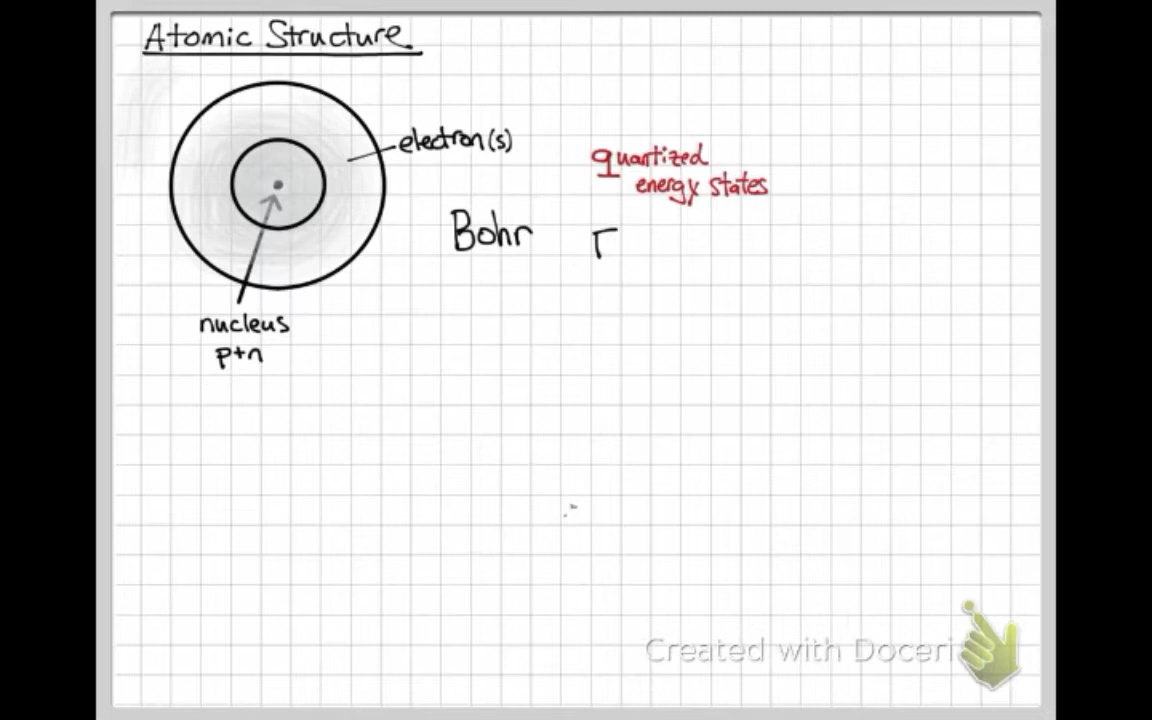 Atomic Structure
electron(s)
quantized
energy states
Bohr
nucleus
p+n
Created with Doceri